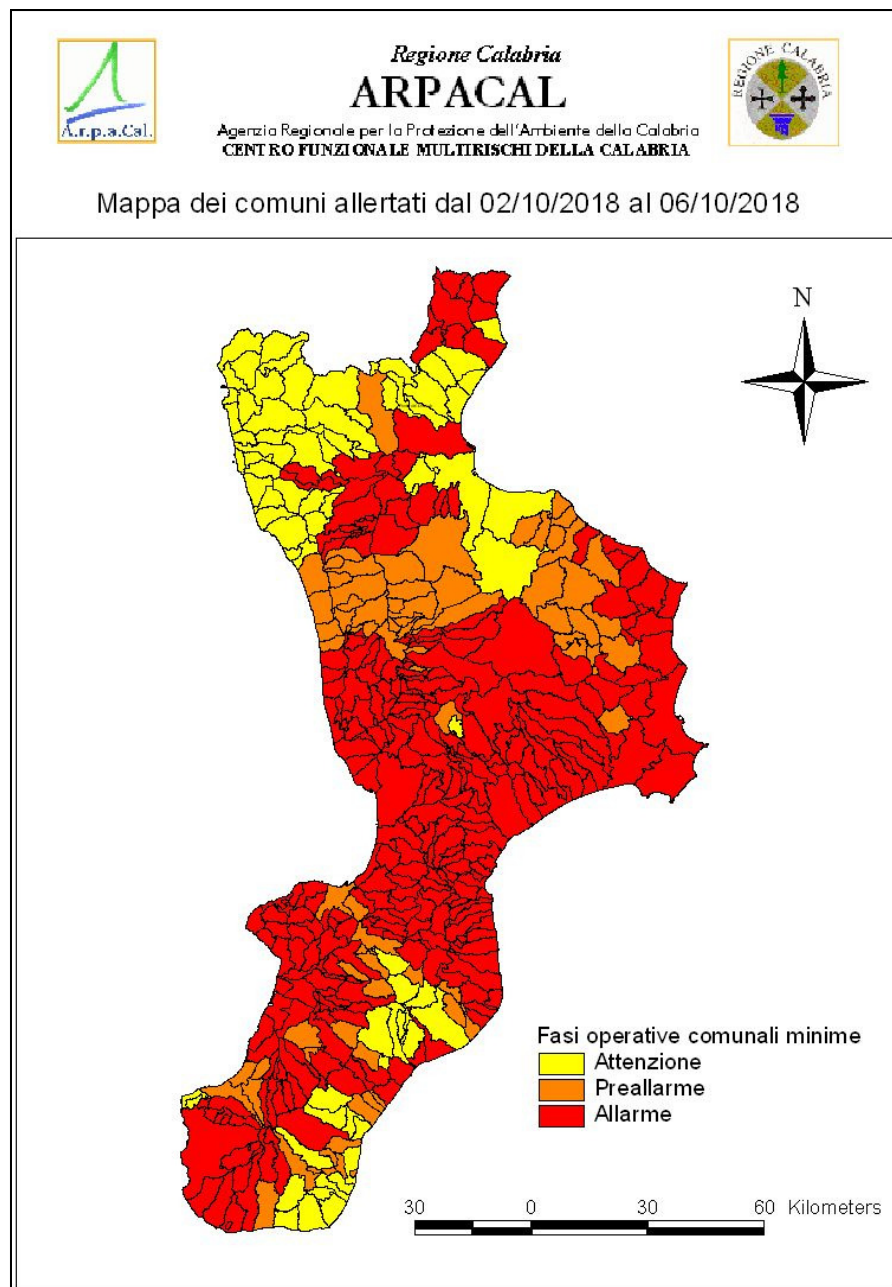 Regione Calabria
ARPACAL
Agenzia Regionale per la Protezione dell'Ambiente della Calabria
CENTRO FUNZIONALE MULTIRISCHI DELLA CALABRIA
A.r.p.a.Cal.
REGIONE CALABRIA
Mappa dei comuni allertati dal 02/10/2018 al 06/10/2018
N
Fasi operative comunali minime
Attenzione
Preallarme
Allarme
30 0 30 60 Kilometers